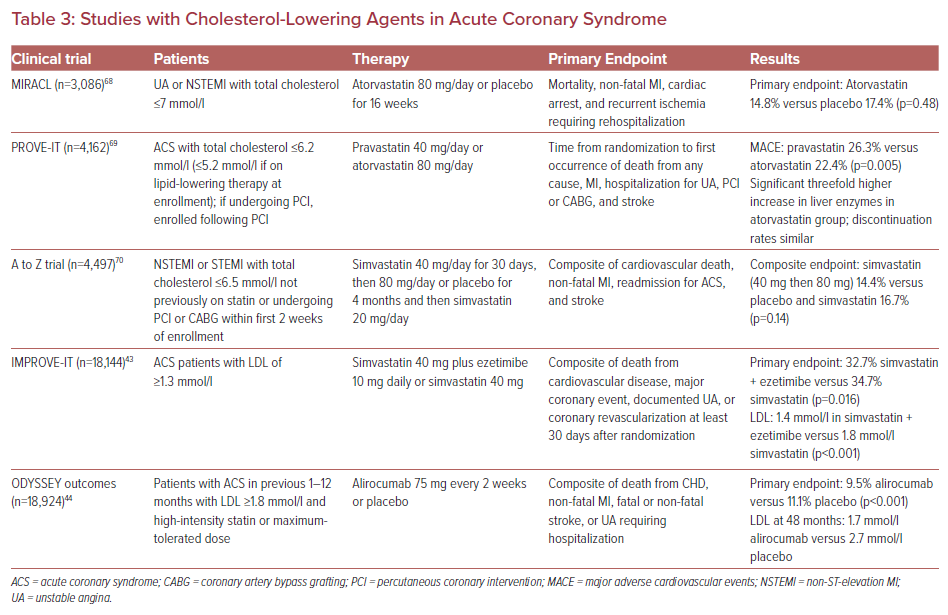 Table 3: Studies with Cholesterol-Lowering Agents in Acute Coronary Syndrome
Clinical trial Patients Therapy Primary Endpoint Results
MIRACL (n=3,086)68
UA or NSTEMI with total cholesterol
≤7 mmol/l
Atorvastatin 80 mg/day or placebo
for 16 weeks
Mortality, non-fatal MI, cardiac
arrest, and recurrent ischemia
requiring rehospitalization
Primary endpoint: Atorvastatin
14.8% versus placebo 17.4% (p=0.48)
PROVE-IT (n=4,162)69
ACS with total cholesterol ≤6.2
mmol/l (≤5.2 mmol/l if on
lipid-lowering therapy at
enrollment); if undergoing PCI,
enrolled following PCI
Pravastatin 40 mg/day or
atorvastatin 80 mg/day
Time from randomization to first
occurrence of death from any
cause, MI, hospitalization for UA, PCI
or CABG, and stroke
MACE: pravastatin 26.3% versus
atorvastatin 22.4% (p=0.005)
Significant threefold higher
increase in liver enzymes in
atorvastatin group; discontinuation
rates similar
A to Z trial (n=4,497)70
NSTEMI or STEMI with total
cholesterol ≤6.5 mmol/l not
previously on statin or undergoing
PCI or CABG within first 2 weeks
of enrollment
Simvastatin 40 mg/day for 30 days,
then 80 mg/day or placebo for
4 months and then simvastatin
20 mg/day
Composite of cardiovascular death,
non-fatal MI, readmission for ACS,
and stroke
Composite endpoint: simvastatin
(40 mg then 80 mg) 14.4% versus
placebo and simvastatin 16.7%
(p=0.14)
IMPROVE-IT (n=18,144)43
ACS patients with LDL of
≥1.3 mmol/l
Simvastatin 40 mg plus ezetimibe
10 mg daily or simvastatin 40 mg
Composite of death from
cardiovascular disease, major
coronary event, documented UA, or
coronary revascularization at least
30 days after randomization
Primary endpoint: 32.7% simvastatin
+ ezetimibe versus 34.7%
simvastatin (p=0.016)
LDL: 1.4 mmol/l in simvastatin +
ezetimibe versus 1.8 mmol/l
simvastatin (p<0.001)
ODYSSEY outcomes
(n=18,924)44
Patients with ACS in previous 1–12
months with LDL ≥1.8 mmol/l and
high-intensity statin or maximum-
tolerated dose
Alirocumab 75 mg every 2 weeks
or placebo
Composite of death from CHD,
non-fatal MI, fatal or non-fatal
stroke, or UA requiring
hospitalization
Primary endpoint: 9.5% alirocumab
versus 11.1% placebo (p<0.001)
LDL at 48 months: 1.7 mmol/l
alirocumab versus 2.7 mmol/l
placebo
ACS = acute coronary syndrome; CABG = coronary artery bypass grafting; PCI = percutaneous coronary intervention; MACE = major adverse cardiovascular events; NSTEMI = non-ST-elevation MI;
UA = unstable angina.